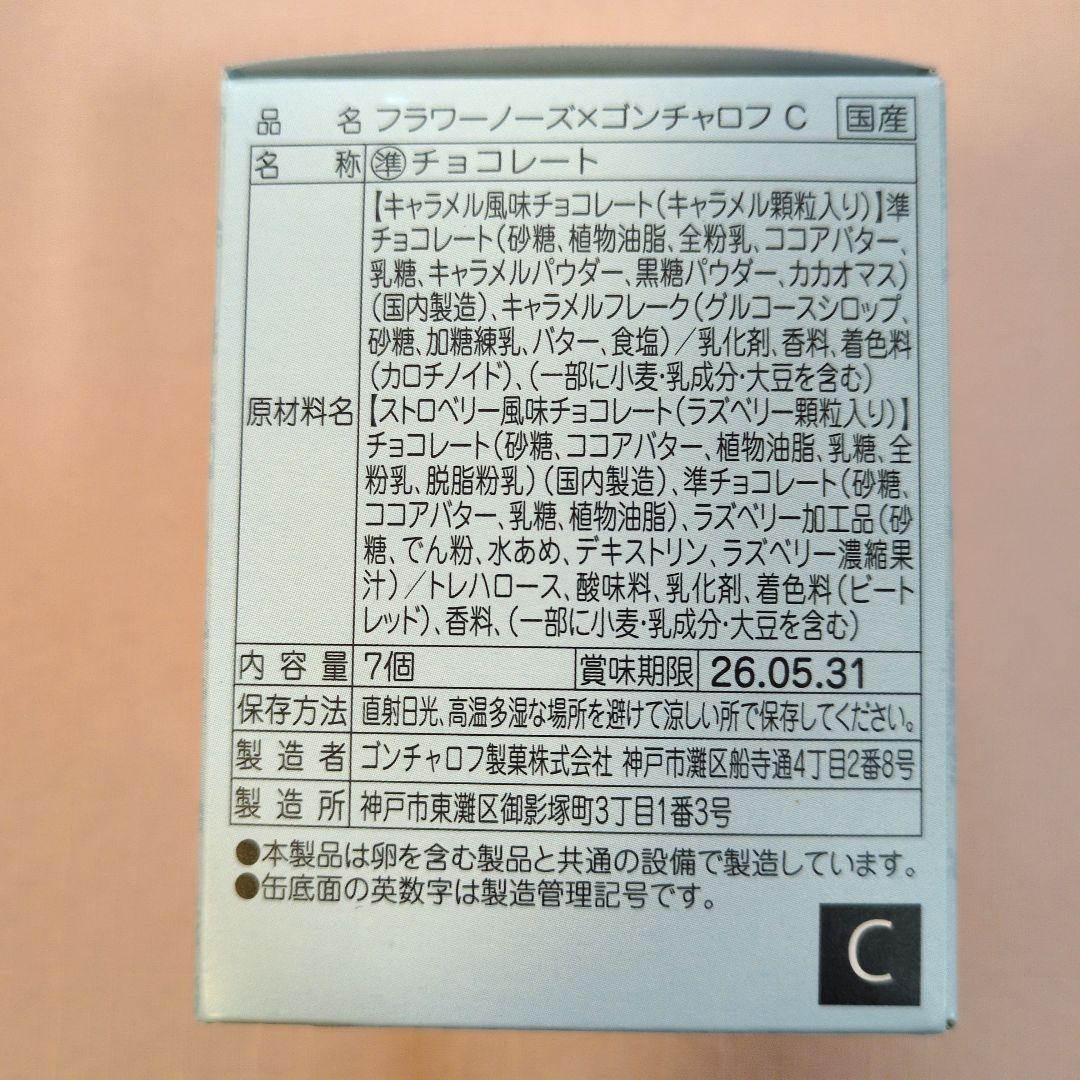 品名 フラワーノーズ×ゴンチャロフ C 国産
名称 ㊟チョコレート
【キャラメル風味チョコレート(キャラメル顆粒入り)】準
チョコレート(砂糖、植物油脂、全粉乳、ココアバター、
乳糖、キャラメルパウダー、黒糖パウダー、カカオマス)
(国内製造)、キャラメルフレーク(グルコースシロップ、
砂糖、加糖練乳、バター、食塩)/乳化剤、香料、着色料
(カロチノイド)、(一部に小麦・乳成分・大豆を含む)
原材料名 【ストロベリー風味チョコレート(ラズベリー顆粒入り)】
チョコレート(砂糖、ココアバター、植物油脂、乳糖、全
粉乳、脱脂粉乳)(国内製造)、準チョコレート(砂糖、
ココアバター、乳糖、植物油脂)、ラズベリー加工品(砂
糖、でん粉、水あめ、デキストリン、ラズベリー濃縮果
汁)/トレハロース、酸味料、乳化剤、着色料(ビート
レッド)、香料、(一部に小麦・乳成分・大豆を含む)
内容量 7個 賞味期限 26.05.31
保存方法 直射日光、高温多湿な場所を避けて涼しい所で保存してください。
製造者 ゴンチャロフ製菓株式会社 神戸市灘区船寺通4丁目2番8号
製造所 神戸市東灘区御影塚町3丁目1番3号
●本製品は卵を含む製品と共通の設備で製造しています。
●缶底面の英数字は製造管理記号です。
C